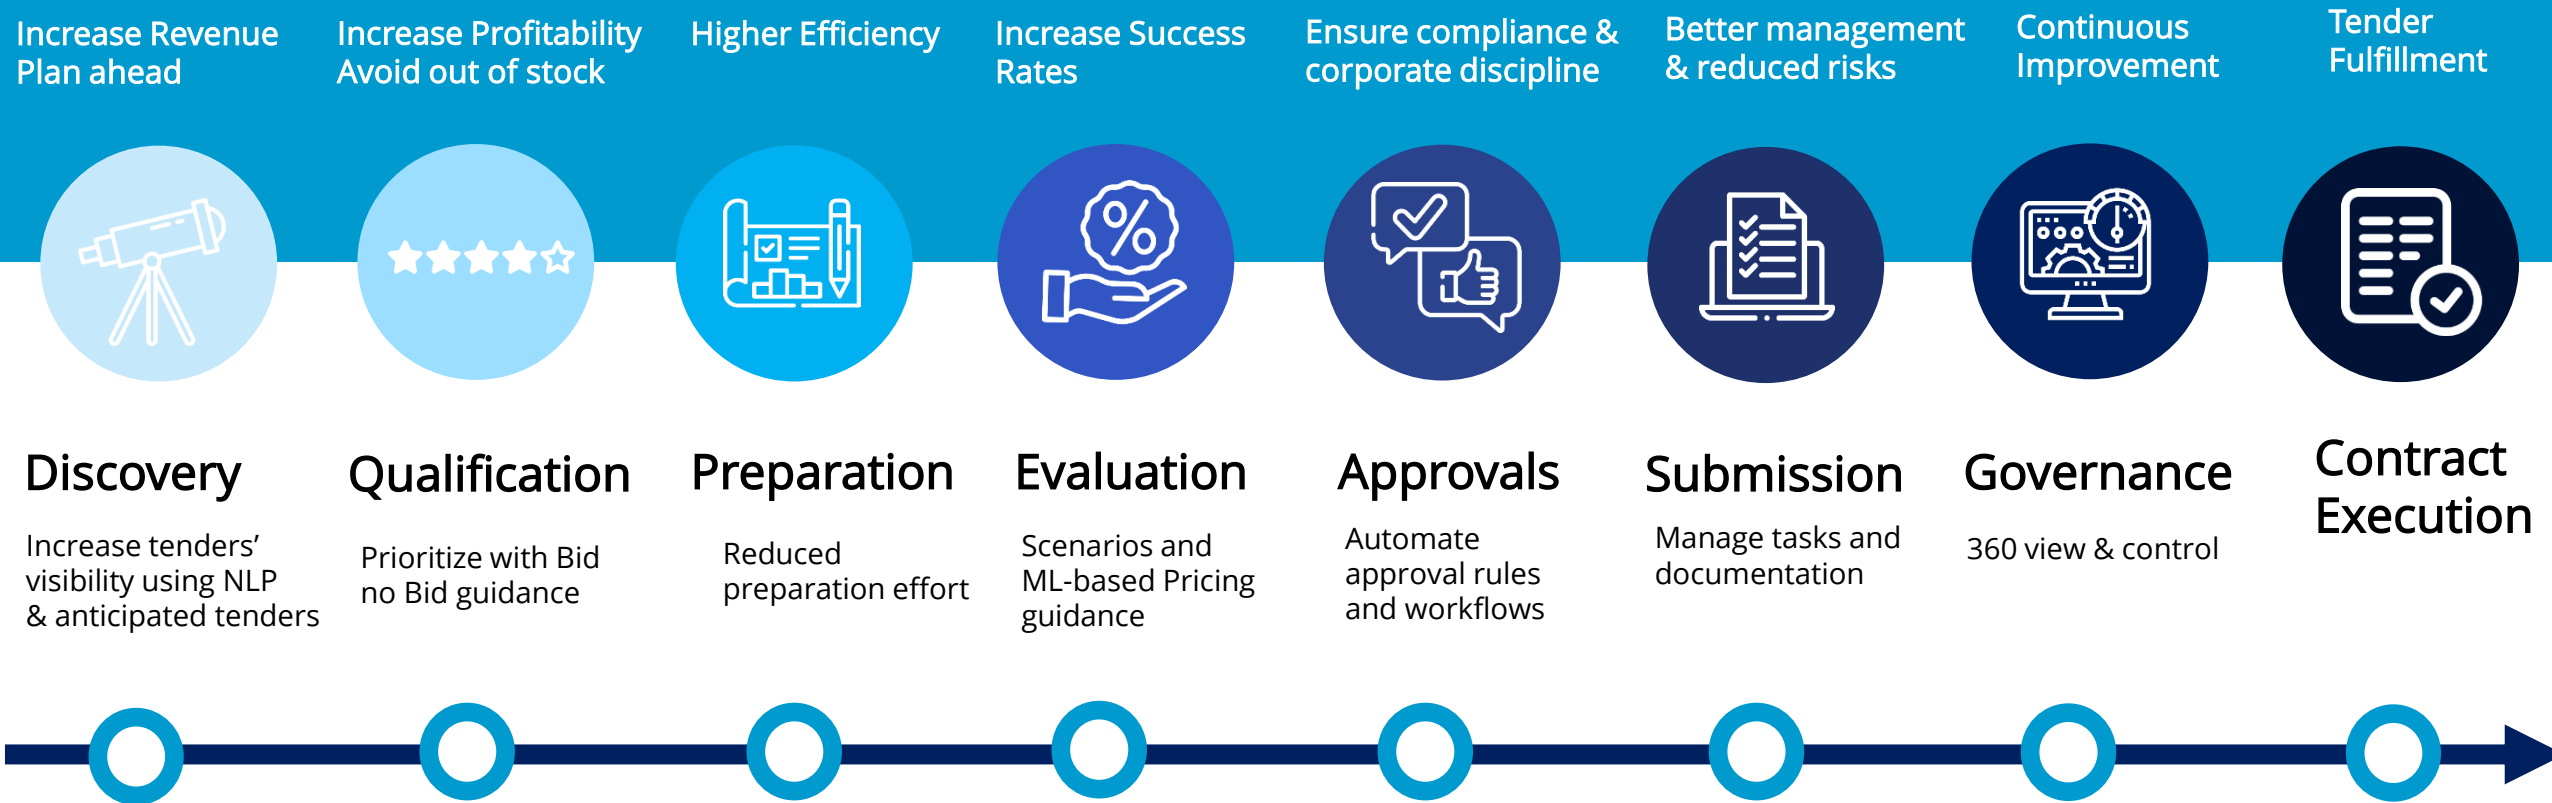 Increase Revenue
Plan ahead
Increase Profitability
Avoid out of stock
Higher Efficiency
Increase Success
Rates
Ensure compliance &
corporate discipline
Better management
& reduced risks
Continuous
Improvement
Tender
Fulfillment
%
Discovery
Increase tenders’
visibility using NLP
& anticipated tenders
Qualification
Prioritize with Bid
no Bid guidance
Preparation
Reduced
preparation effort
Evaluation
Scenarios and
ML-based Pricing
guidance
Approvals
Automate
approval rules
and workflows
Submission
Manage tasks and
documentation
Governance
360 view & control
Contract
Execution